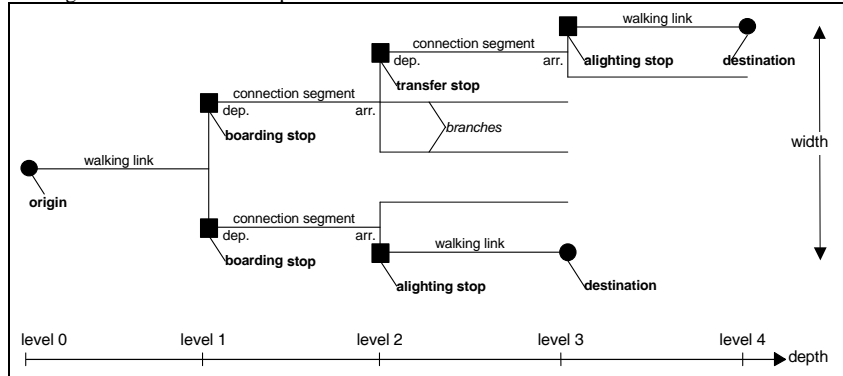 walking link
connection segment
dep.
arr.
alighting stop
destination
transfer stop
connection segment
dep.
arr.
boarding stop
branches
width
walking link
origin
connection segment
dep.
arr.
boarding stop
walking link
alighting stop
destination
level 0
level 1
level 2
level 3
level 4
depth